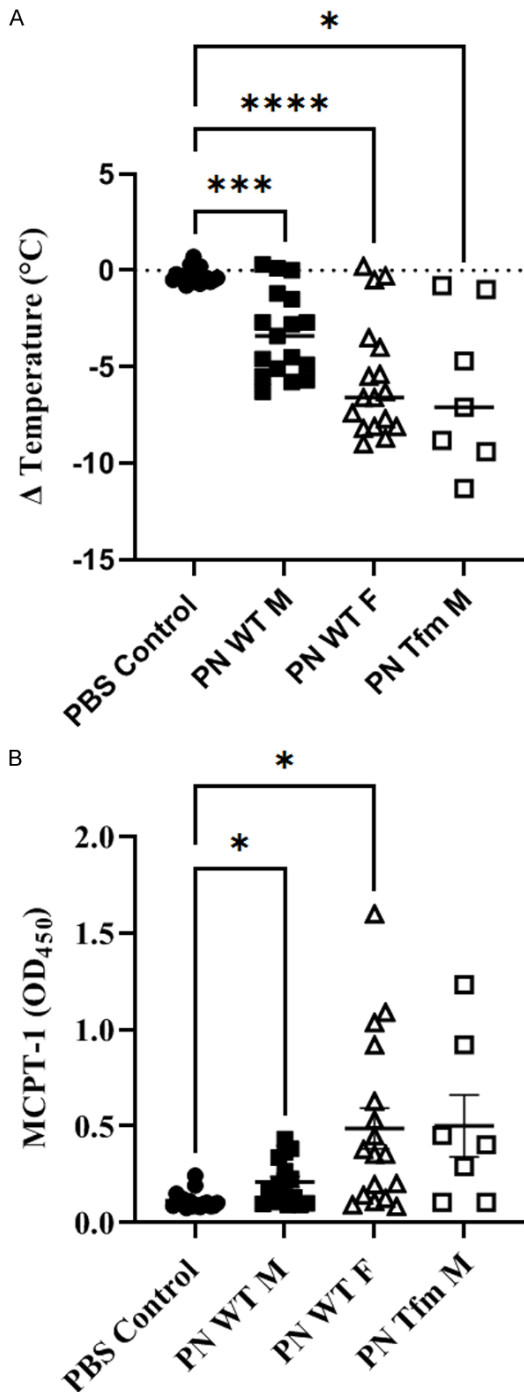 A
*
****
***
5
0
-5
-10
-15
Δ Temperature (°C)
PBS Control
PN WT M
PN WT F
PN Tfm M
B
*
*
2.0
1.5
1.0
0.5
0.0
MCPT-1 (OD450)
PBS Control
PN WT M
PN WT F
PN Tfm M